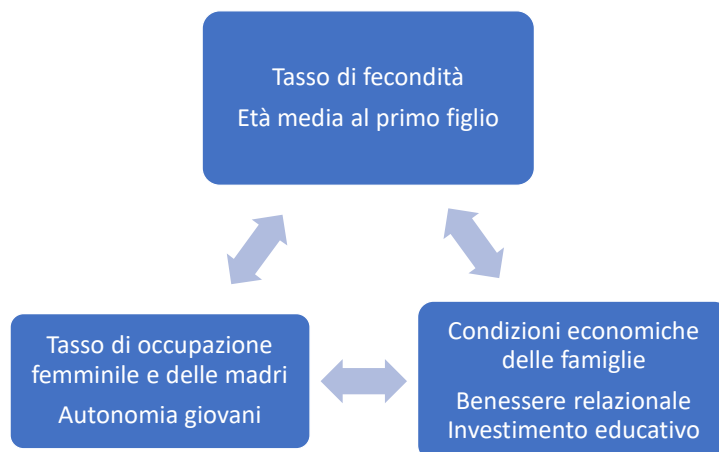 Tasso di fecondità
Età media al primo figlio
Tasso di occupazione
femminile e delle madri
Autonomia giovani
Condizioni economiche
delle famiglie
Benessere relazionale
Investimento educativo